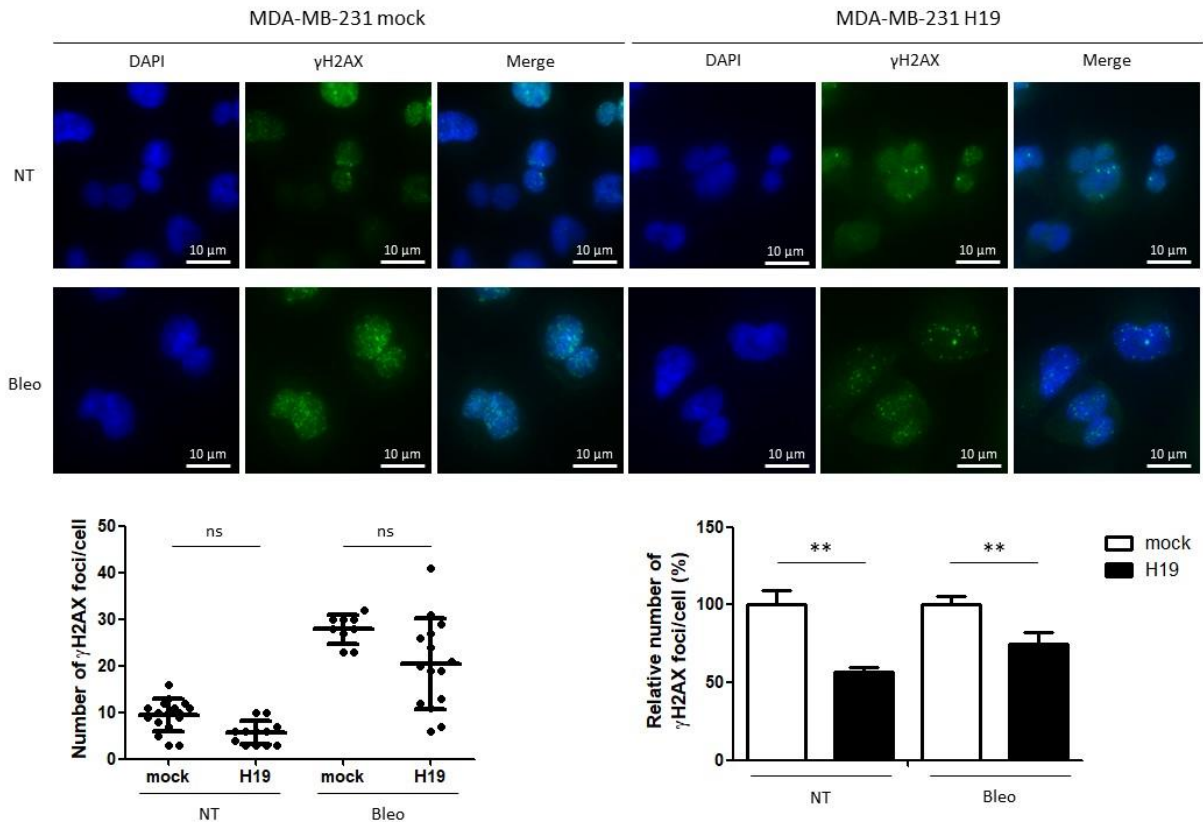 MDA-MB-231 mock MDA-MB-231 H19
DAPI γH2AX Merge DAPI γH2AX Merge
NT
10 µm 10 µm 10 µm 10 µm 10 µm 10 µm
Bleo
10 µm 10 µm 10 µm 10 µm 10 µm 10 µm
Number of γH2AX foci/cell
50
40
30
20
10
0
ns ns
mock H19 mock H19
NT Bleo
Relative number of
γH2AX foci/cell (%)
150
100
50
0
** **
mock
H19
NT Bleo